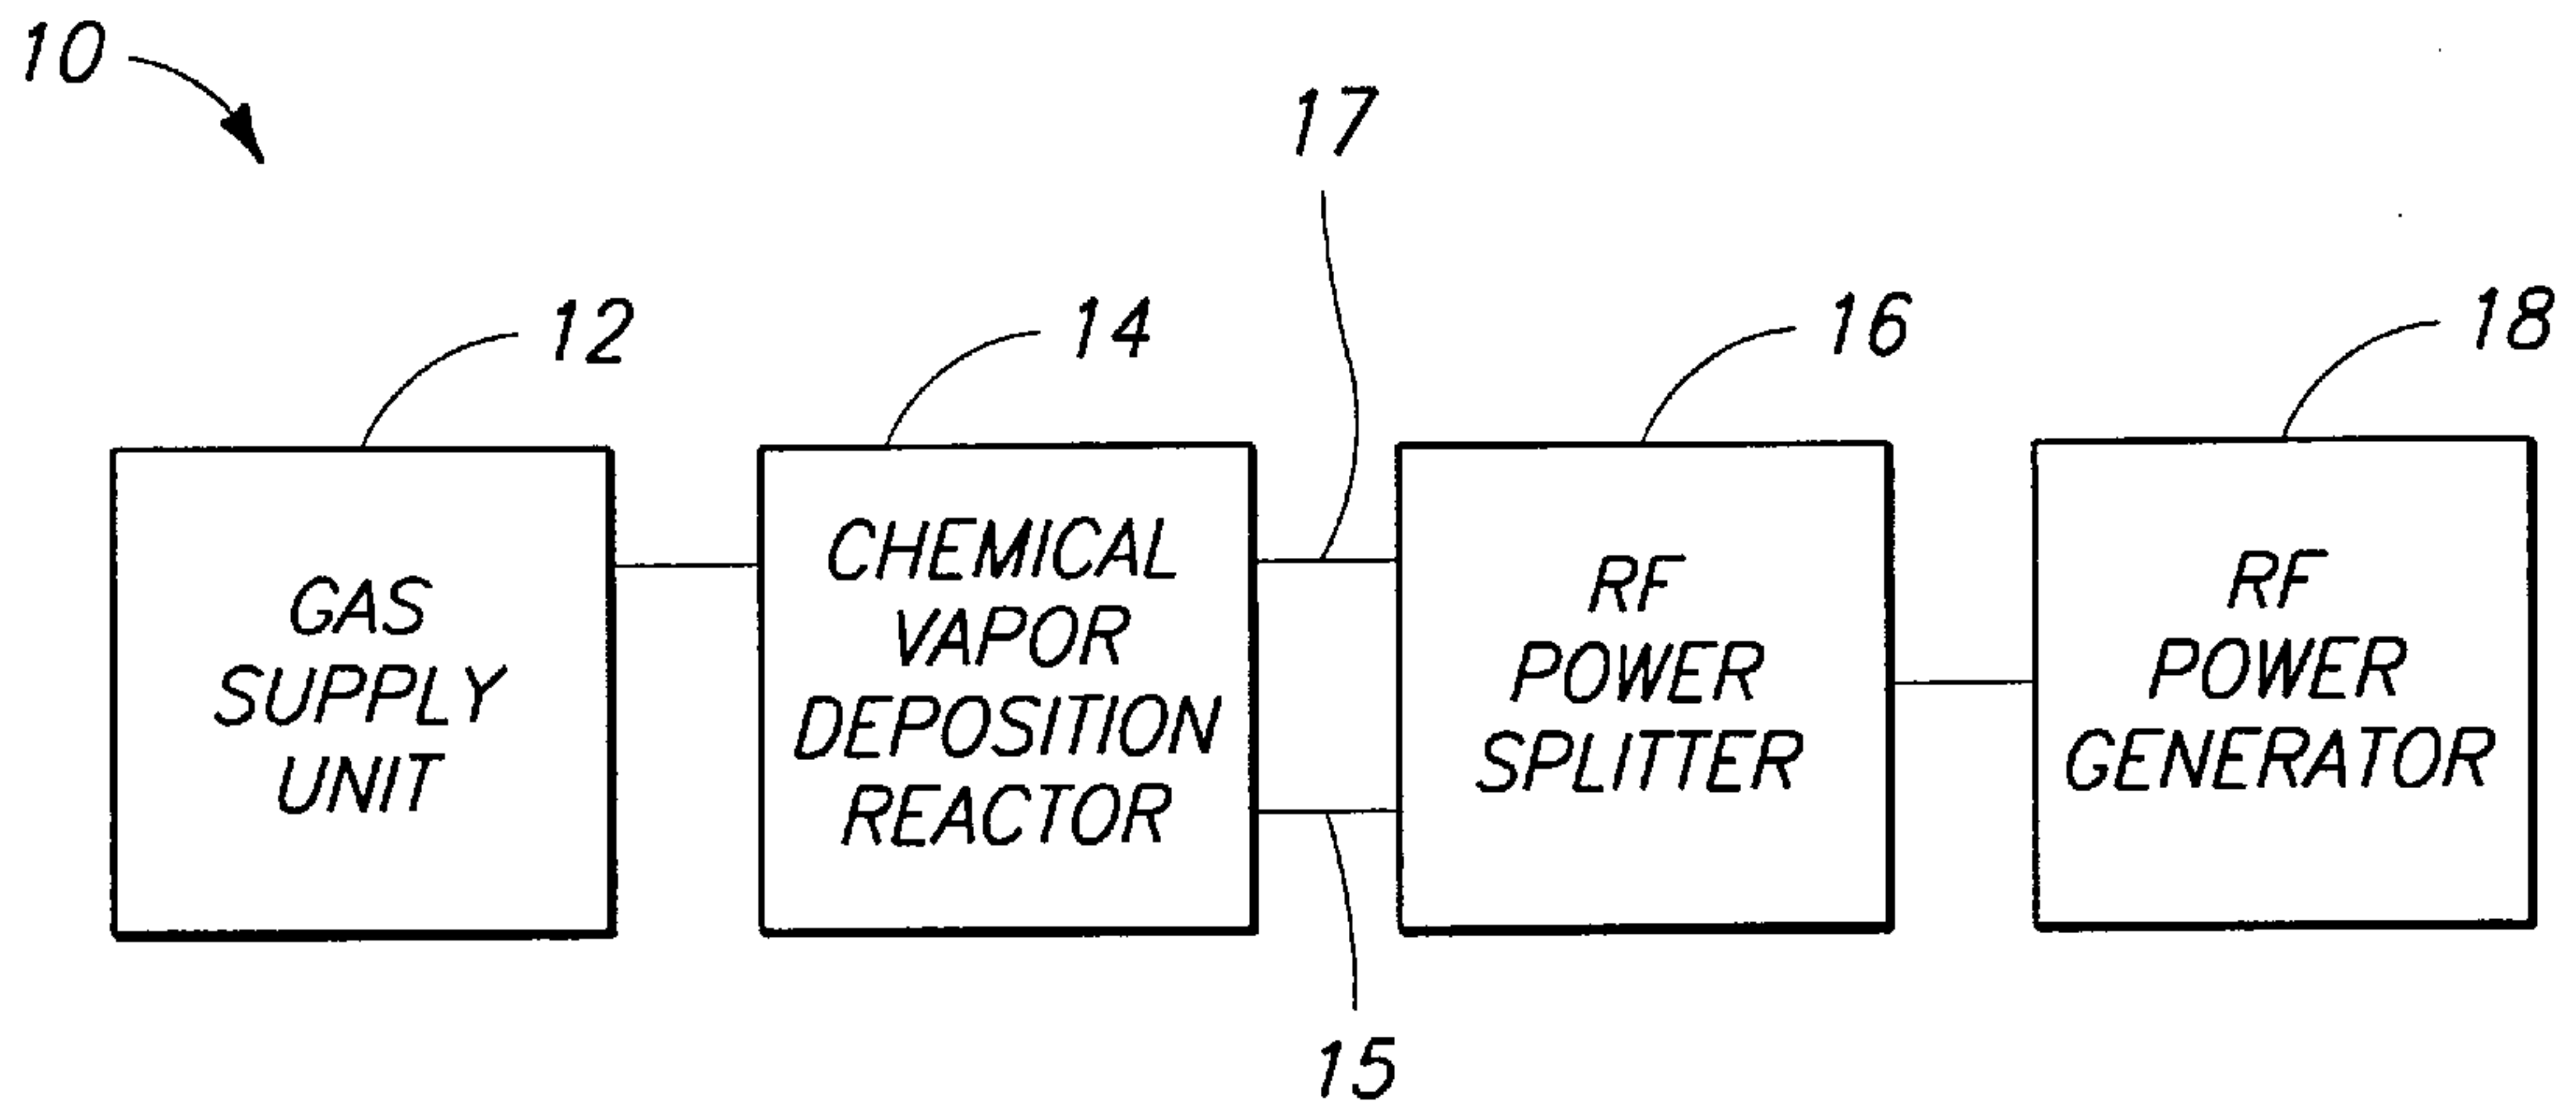 10
17
12
14
16
18
GAS
SUPPLY
UNIT
CHEMICAL
VAPOR
DEPOSITION
REACTOR
RF
POWER
SPLITTER
RF
POWER
GENERATOR
15